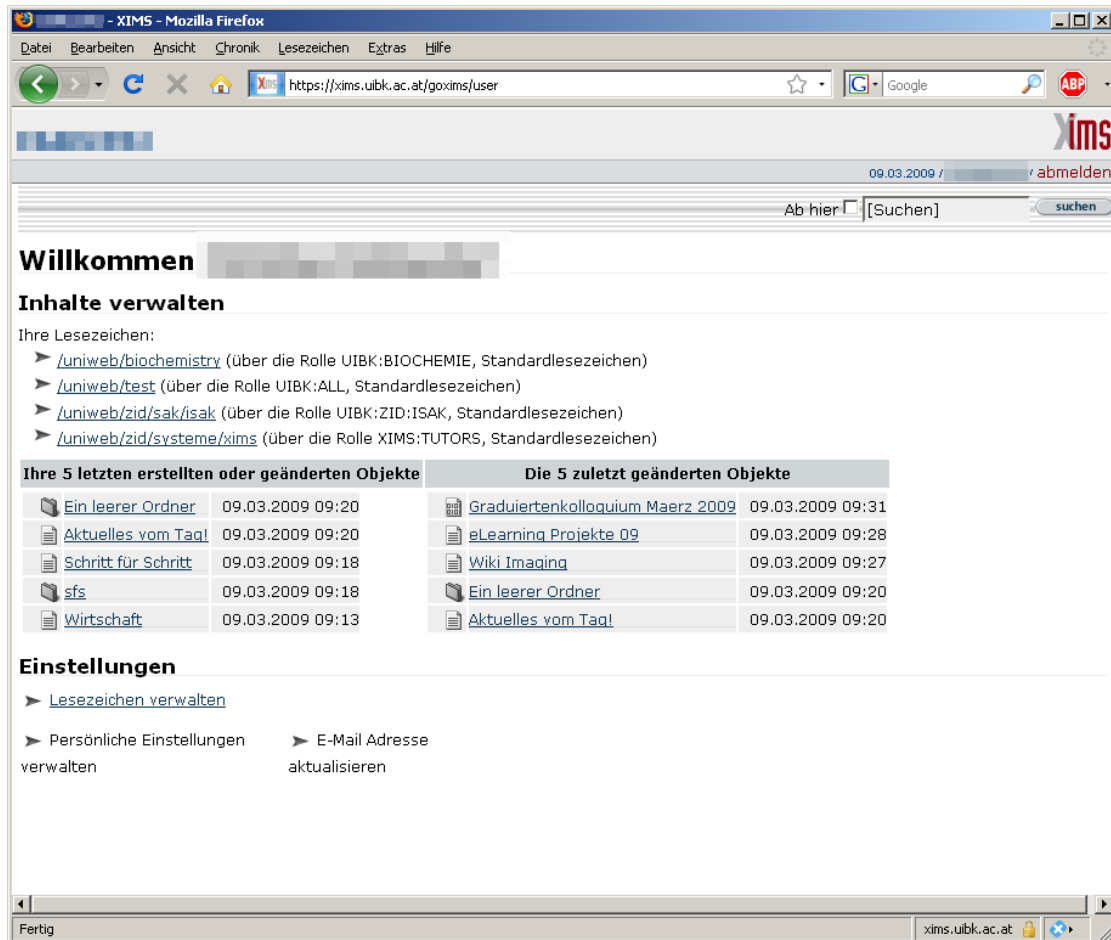 - XIMS - Mozilla Firefox
Datei Bearbeiten Ansicht Chronik Lesezeichen Extras Hilfe
Xims https://xims.uibk.ac.at/goxims/user G Google ABP
Xims
09.03.2009 / / abmelden
Ab hier [Suchen] suchen
Willkommen
Inhalte verwalten
Ihre Lesezeichen:
/uniweb/biochemistry (über die Rolle UIBK:BIOCHEMIE, Standardlesezeichen)
/uniweb/test (über die Rolle UIBK:ALL, Standardlesezeichen)
/uniweb/zid/sak/isak (über die Rolle UIBK:ZID:ISAK, Standardlesezeichen)
/uniweb/zid/systeme/xims (über die Rolle XIMS:TUTORS, Standardlesezeichen)
Ihre 5 letzten erstellten oder geänderten Objekte Die 5 zuletzt geänderten Objekte
Ein leerer Ordner 09.03.2009 09:20 Graduiertenkolloquium Maerz 2009 09.03.2009 09:31
Aktuelles vom Tag! 09.03.2009 09:20 eLearning Projekte 09 09.03.2009 09:28
Schritt für Schritt 09.03.2009 09:18 Wiki Imaging 09.03.2009 09:27
sfs 09.03.2009 09:18 Ein leerer Ordner 09.03.2009 09:20
Wirtschaft 09.03.2009 09:13 Aktuelles vom Tag! 09.03.2009 09:20
Einstellungen
Lesezeichen verwalten
Persönliche Einstellungen E-Mail Adresse
verwalten aktualisieren
Fertig xims.uibk.ac.at